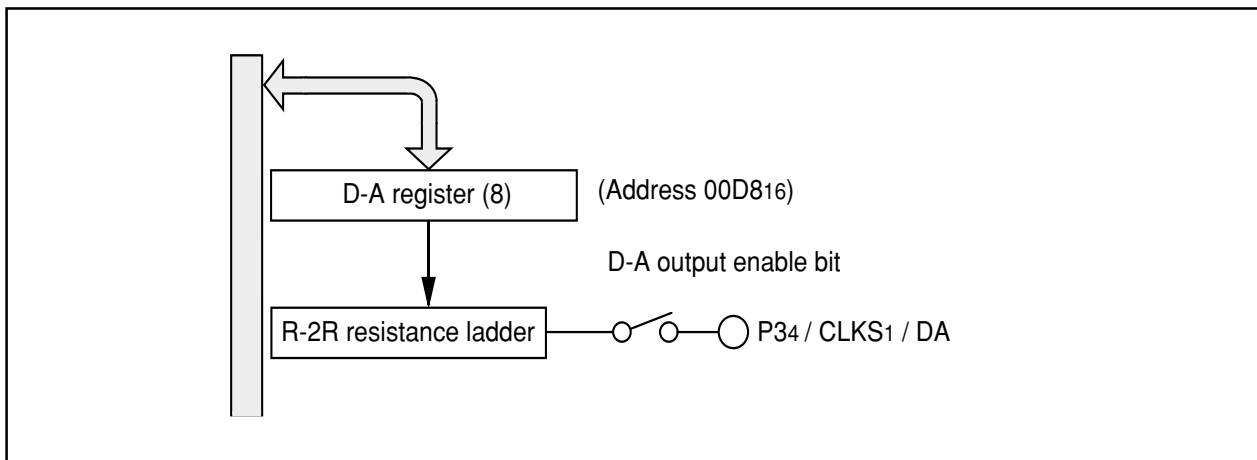 D-A register (8)
(Address 00D816)
D-A output enable bit
R-2R resistance ladder
P34 / CLKS1 / DA